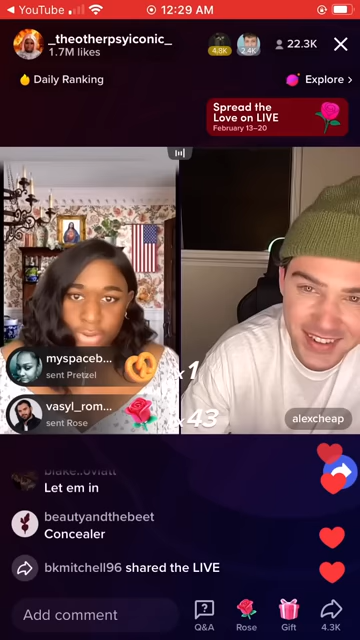 YouTube
12:29 AM
_theotherpsyiconic_
1.7M likes
4.8K
2.4K
22.3K
Daily Ranking
Explore >
Spread the
Love on LIVE
February 13–20
myspaceb...
sent Pretzel
x1
vasyl_rom...
sent Rose
x43
alexcheap
blake..oviatt
Let em in
beautyandthebeet
Concealer
bkmitchell96 shared the LIVE
Add comment
Q&A
Rose
Gift
4.3K